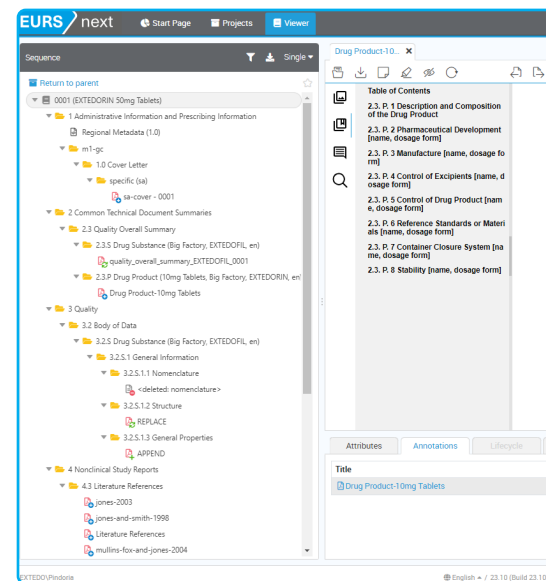 EURS next
Start Page
Projects
Viewer
Sequence
Single
Return to parent
0001 (EXTEDORIN 50mg Tablets)
1 Administrative Information and Prescribing Information
Regional Metadata (1.0)
m1-gc
1.0 Cover Letter
specific (sa)
sa-cover - 0001
2 Common Technical Document Summaries
2.3 Quality Overall Summary
2.3.S Drug Substance (Big Factory, EXTEDOFIL, en)
quality_overall_summary_EXTEDOFIL_0001
2.3.P Drug Product (10mg Tablets, Big Factory, EXTEDORIN, en)
Drug Product-10mg Tablets
3 Quality
3.2 Body of Data
3.2.S Drug Substance (Big Factory, EXTEDOFIL, en)
3.2.S.1 General Information
3.2.S.1.1 Nomenclature
<deleted: nomenclature>
3.2.S.1.2 Structure
REPLACE
3.2.S.1.3 General Properties
APPEND
4 Nonclinical Study Reports
4.3 Literature References
jones-2003
jones-and-smith-1998
Literature References
mullins-fox-and-jones-2004
Drug Product-10...
Table of Contents
2.3. P. 1 Description and Composition
of the Drug Product
2.3. P. 2 Pharmaceutical Development
[name, dosage form]
2.3. P. 3 Manufacture [name, dosage fo
rm]
2.3. P. 4 Control of Excipients [name, d
osage form]
2.3. P. 5 Control of Drug Product [nam
e, dosage form]
2.3. P. 6 Reference Standards or Materi
als [name, dosage form]
2.3. P. 7 Container Closure System [na
me, dosage form]
2.3. P. 8 Stability [name, dosage form]
Attributes
Annotations
Lifecycle
Title
Drug Product-10mg Tablets
EXTEDO\Pindoria
English
/ 23.10 (Build 23.10